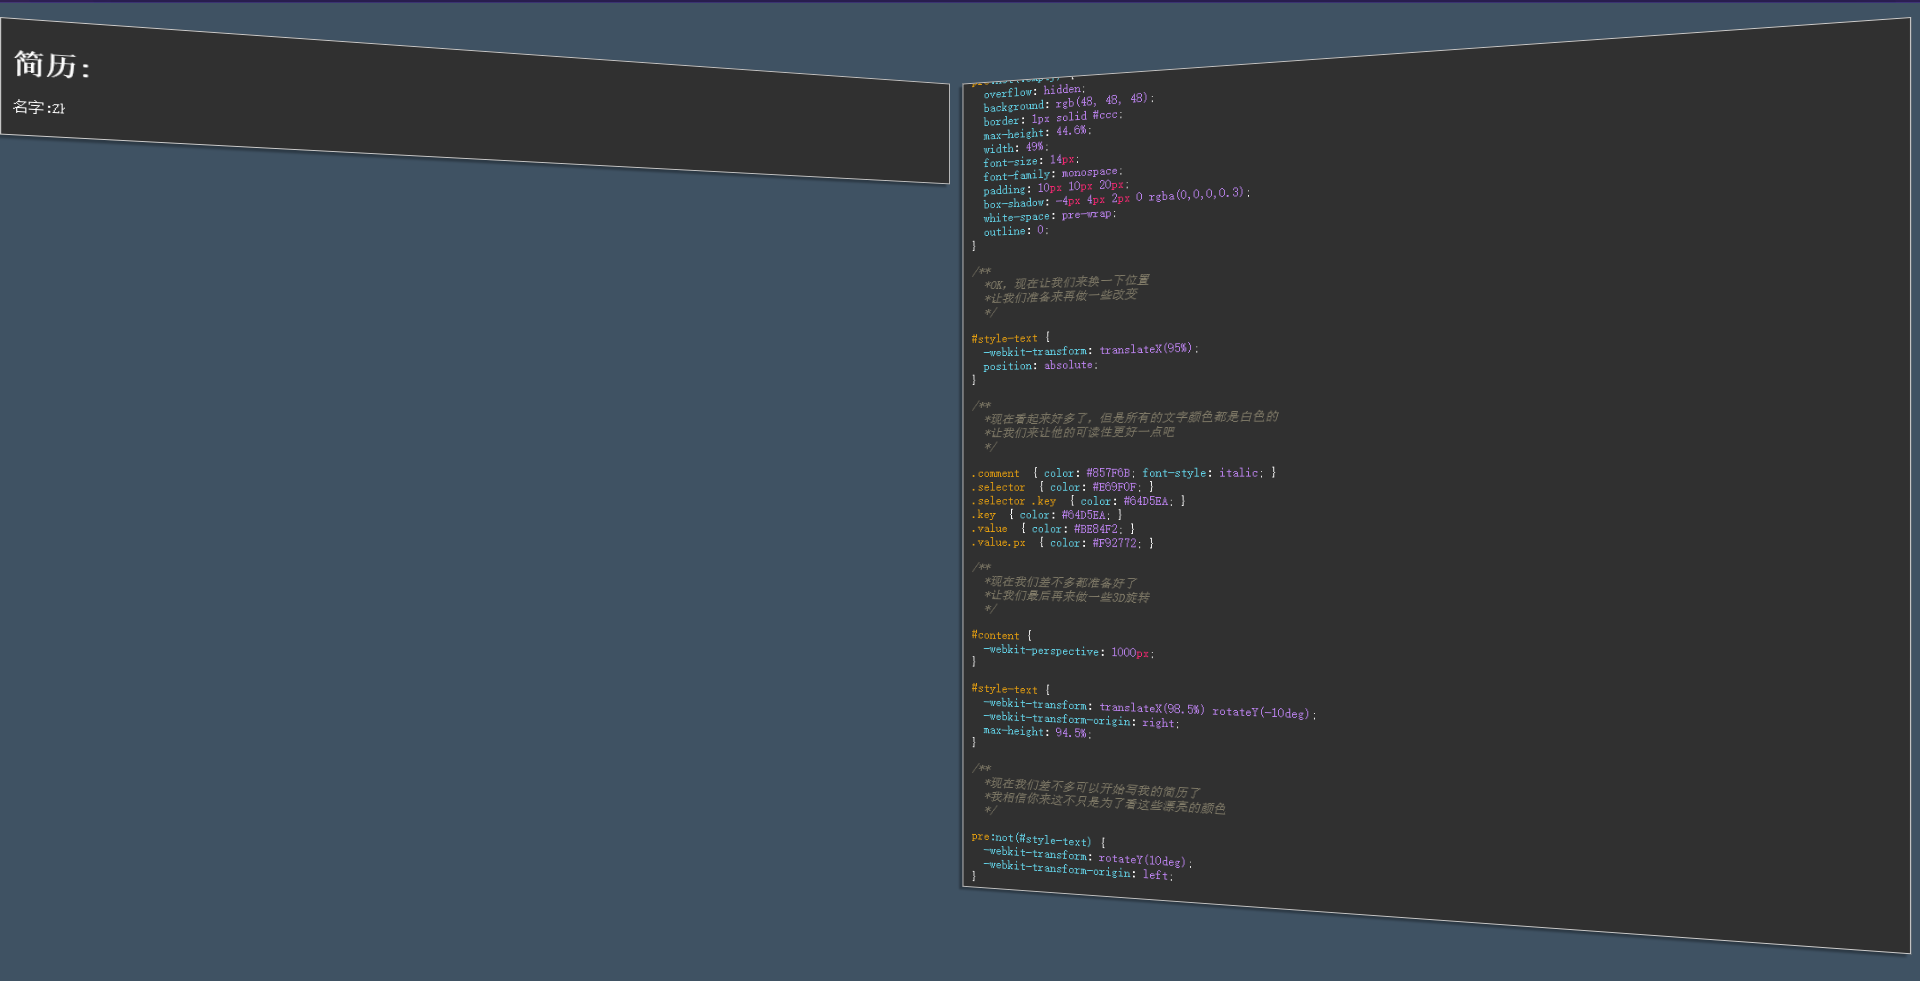 简历:
名字:Zh
pre:not(:empty) {
overflow: hidden;
background: rgb(48, 48, 48);
border: 1px solid #ccc;
max-height: 44.6%;
width: 49%;
font-size: 14px;
font-family: monospace;
padding: 10px 10px 20px;
box-shadow: -4px 4px 2px 0 rgba(0,0,0,0.3);
white-space: pre-wrap;
outline: 0;
}
/**
*OK, 现在让我们来换一下位置
*让我们准备来再做一些改变
*/
#style-text {
-webkit-transform: translateX(95%);
position: absolute;
}
/**
*现在看起来好多了, 但是所有的文字颜色都是白色的
*让我们来让他的可读性更好一点吧
*/
.comment { color: #857F6B; font-style: italic; }
.selector { color: #E69F0F; }
.selector .key { color: #64D5EA; }
.key { color: #64D5EA; }
.value { color: #BE84F2; }
.value.px { color: #F92772; }
/**
*现在我们差不多都准备好了
*让我们最后再来做一些3D旋转
*/
#content {
-webkit-perspective: 1000px;
}
#style-text {
-webkit-transform: translateX(98.5%) rotateY(-10deg);
-webkit-transform-origin: right;
max-height: 94.5%;
}
/**
*现在我们差不多可以开始写我的简历了
*我相信你来这不只是为了看这些漂亮的颜色
*/
pre:not(#style-text) {
-webkit-transform: rotateY(10deg);
-webkit-transform-origin: left;
}